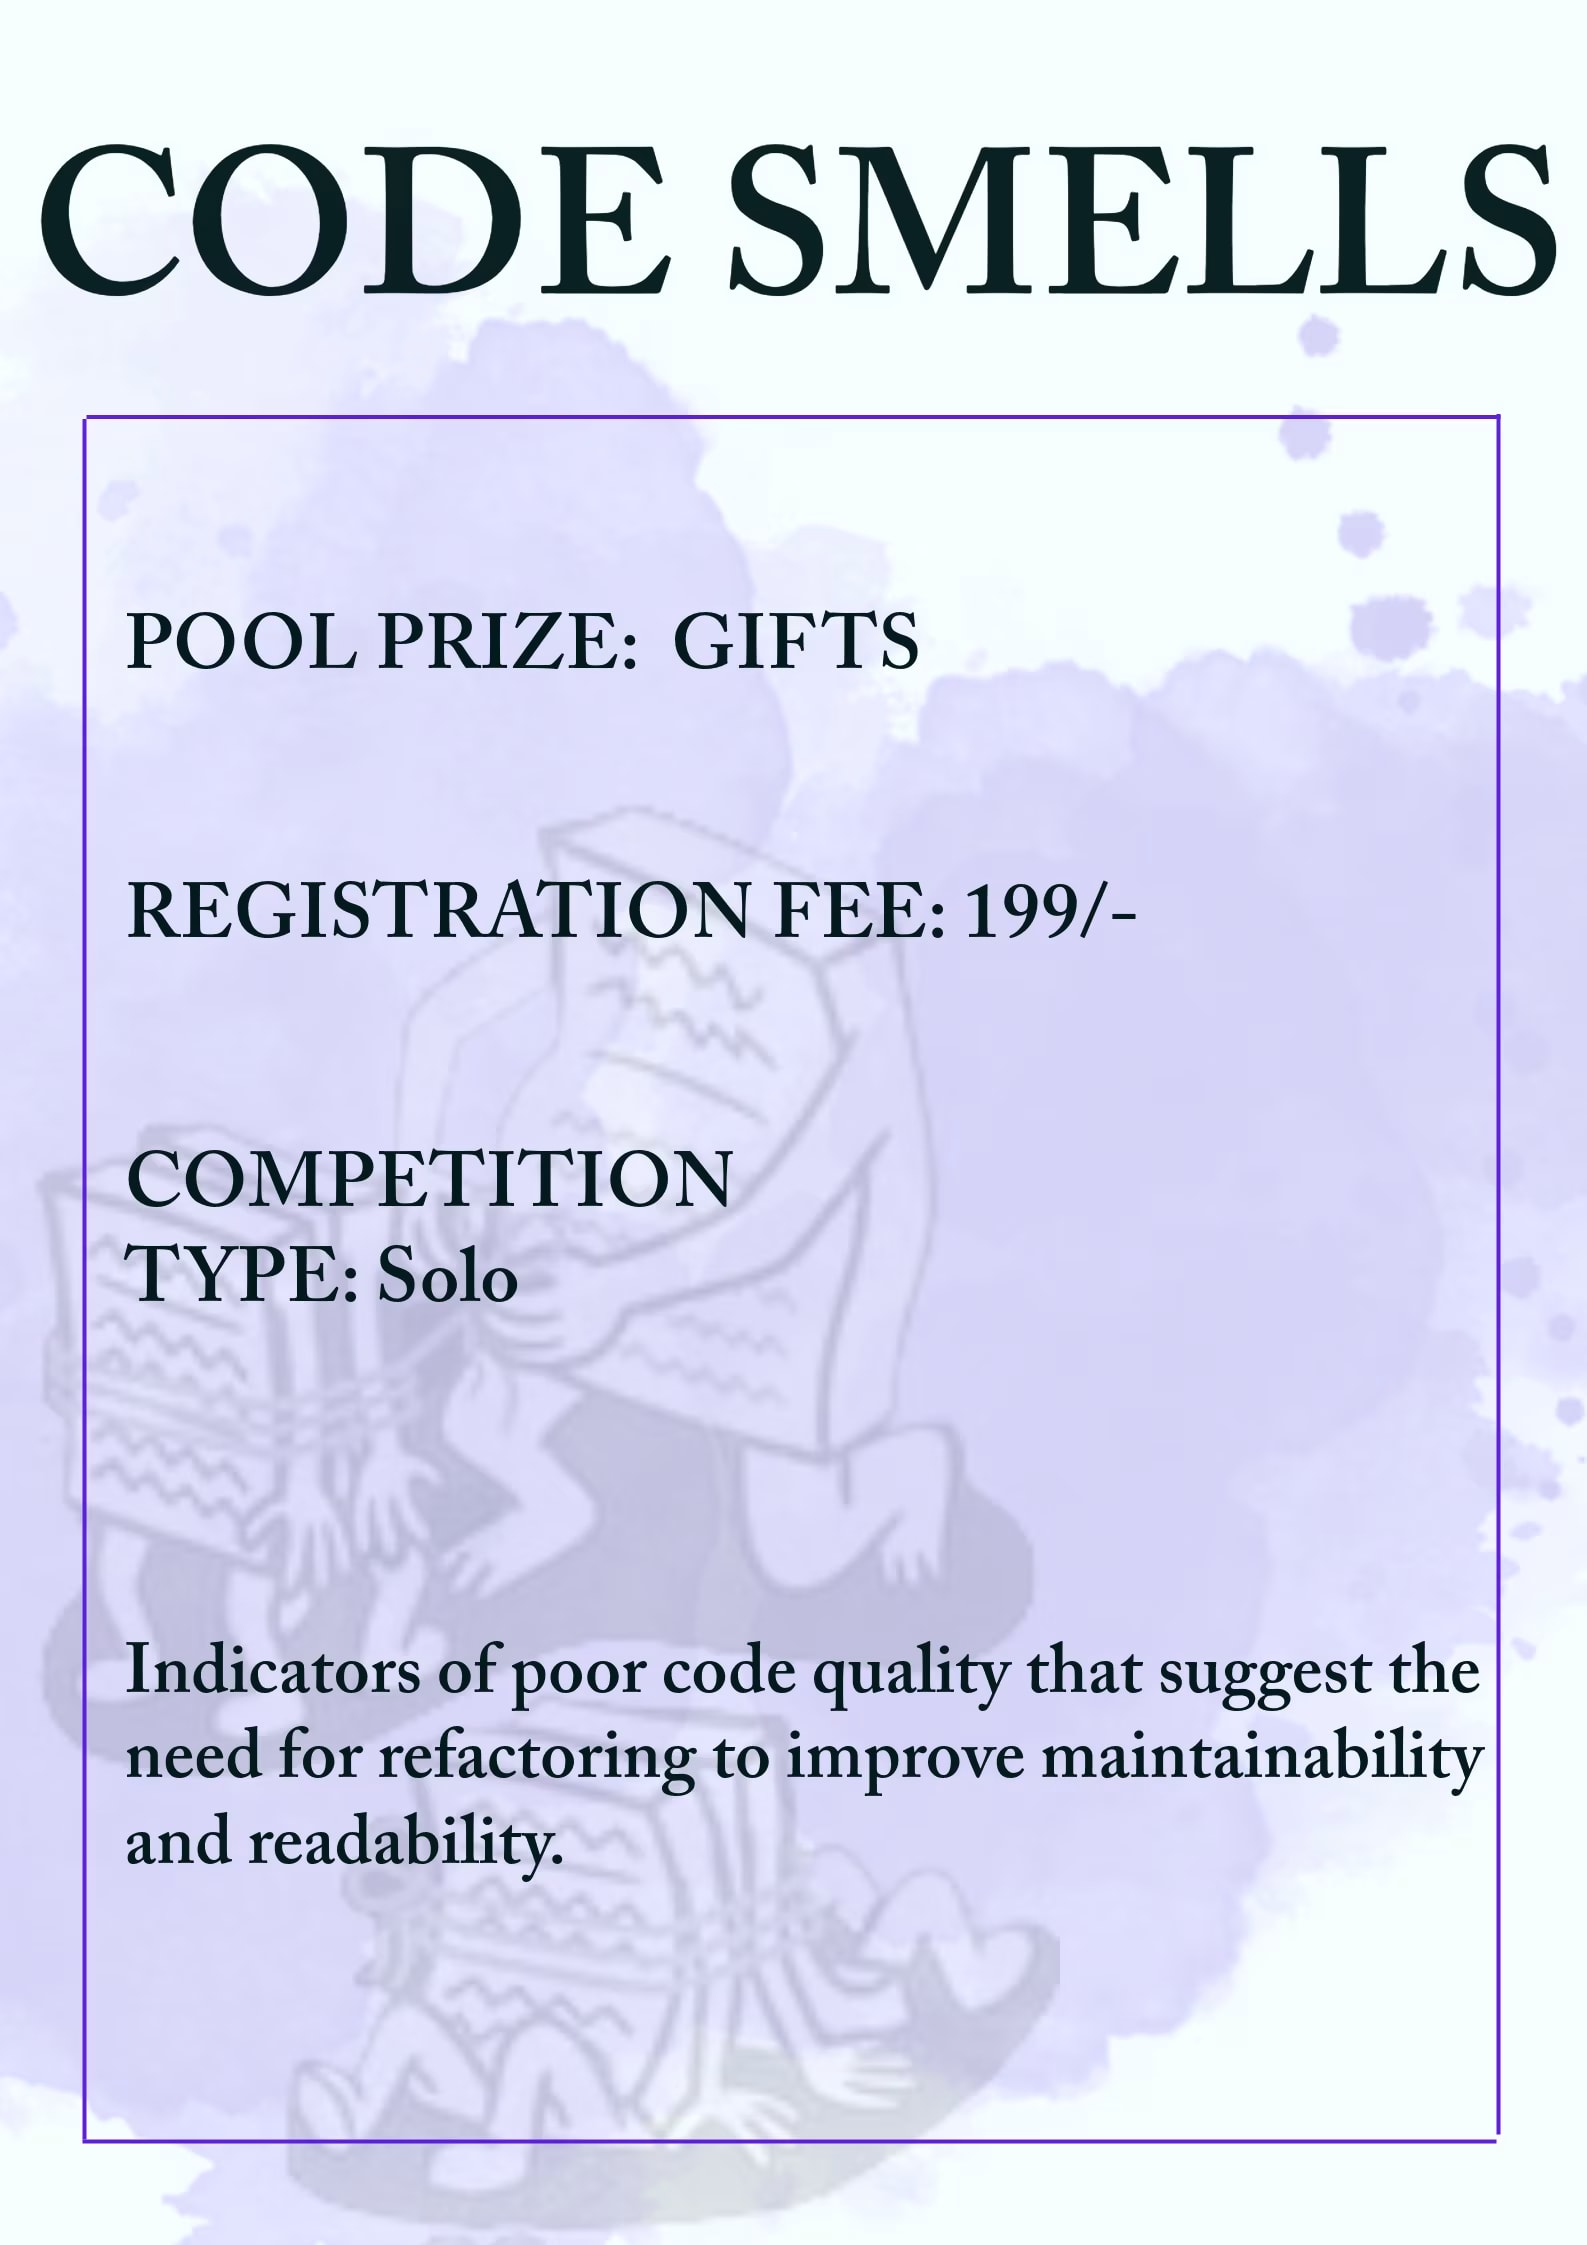 CODE SMELLS
POOL PRIZE: GIFTS
REGISTRATION FEE: 199/-
COMPETITION
TYPE: Solo
Indicators of poor code quality that suggest the
need for refactoring to improve maintainability
and readability.